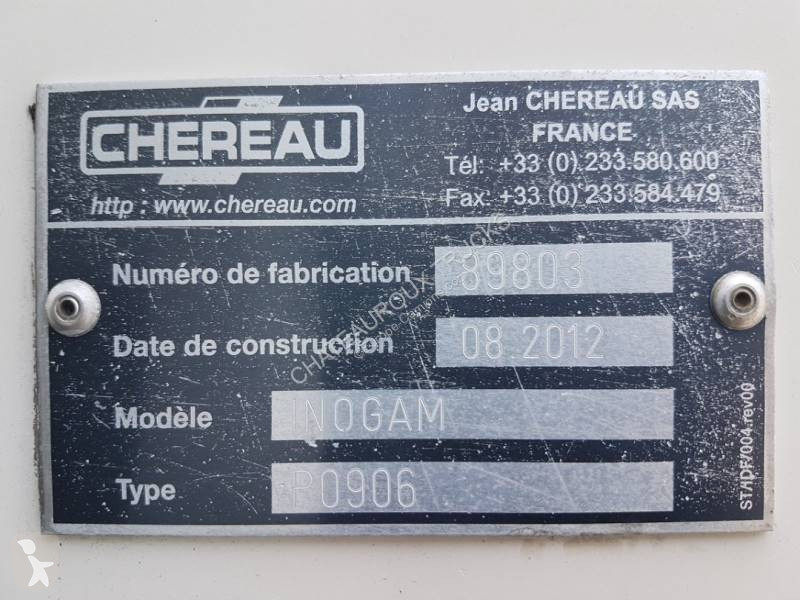 CHEREAU
http : www.chereau.com
Jean CHEREAU SAS
FRANCE
Tél: +33 (0) 233.580.600
Fax: +33 (0) 233.584.479
Numéro de fabrication 89803
Date de construction 08.2012
Modèle INOGAM
Type P0906
ST/IDF/004.rev00
CHATEAUROUX TRUCKS